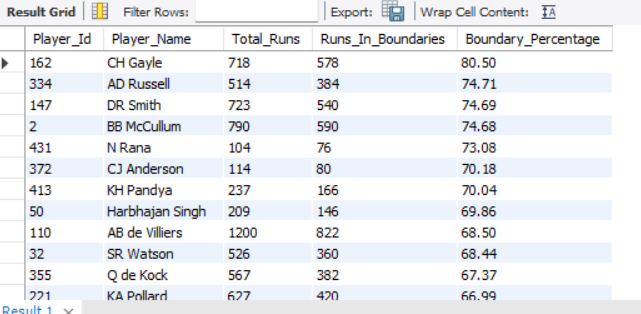 Result Grid Filter Rows: Export: Wrap Cell Content:
Player_Id Player_Name Total_Runs Runs_In_Boundaries Boundary_Percentage
162 CH Gayle 718 578 80.50
334 AD Russell 514 384 74.71
147 DR Smith 723 540 74.69
2 BB McCullum 790 590 74.68
431 N Rana 104 76 73.08
372 CJ Anderson 114 80 70.18
413 KH Pandya 237 166 70.04
50 Harbhajan Singh 209 146 69.86
110 AB de Villiers 1200 822 68.50
32 SR Watson 526 360 68.44
355 Q de Kock 567 382 67.37
221 KA Pollard 627 420 66.99
Result 1